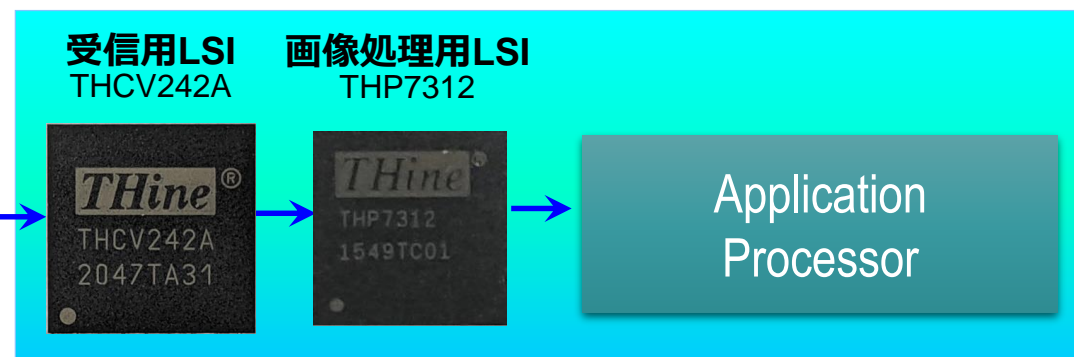 受信用LSI
THCV242A
画像処理用LSI
THP7312
THine®
THCV242A
2047TA31
THine®
THP7312
1549TC01
Application
Processor